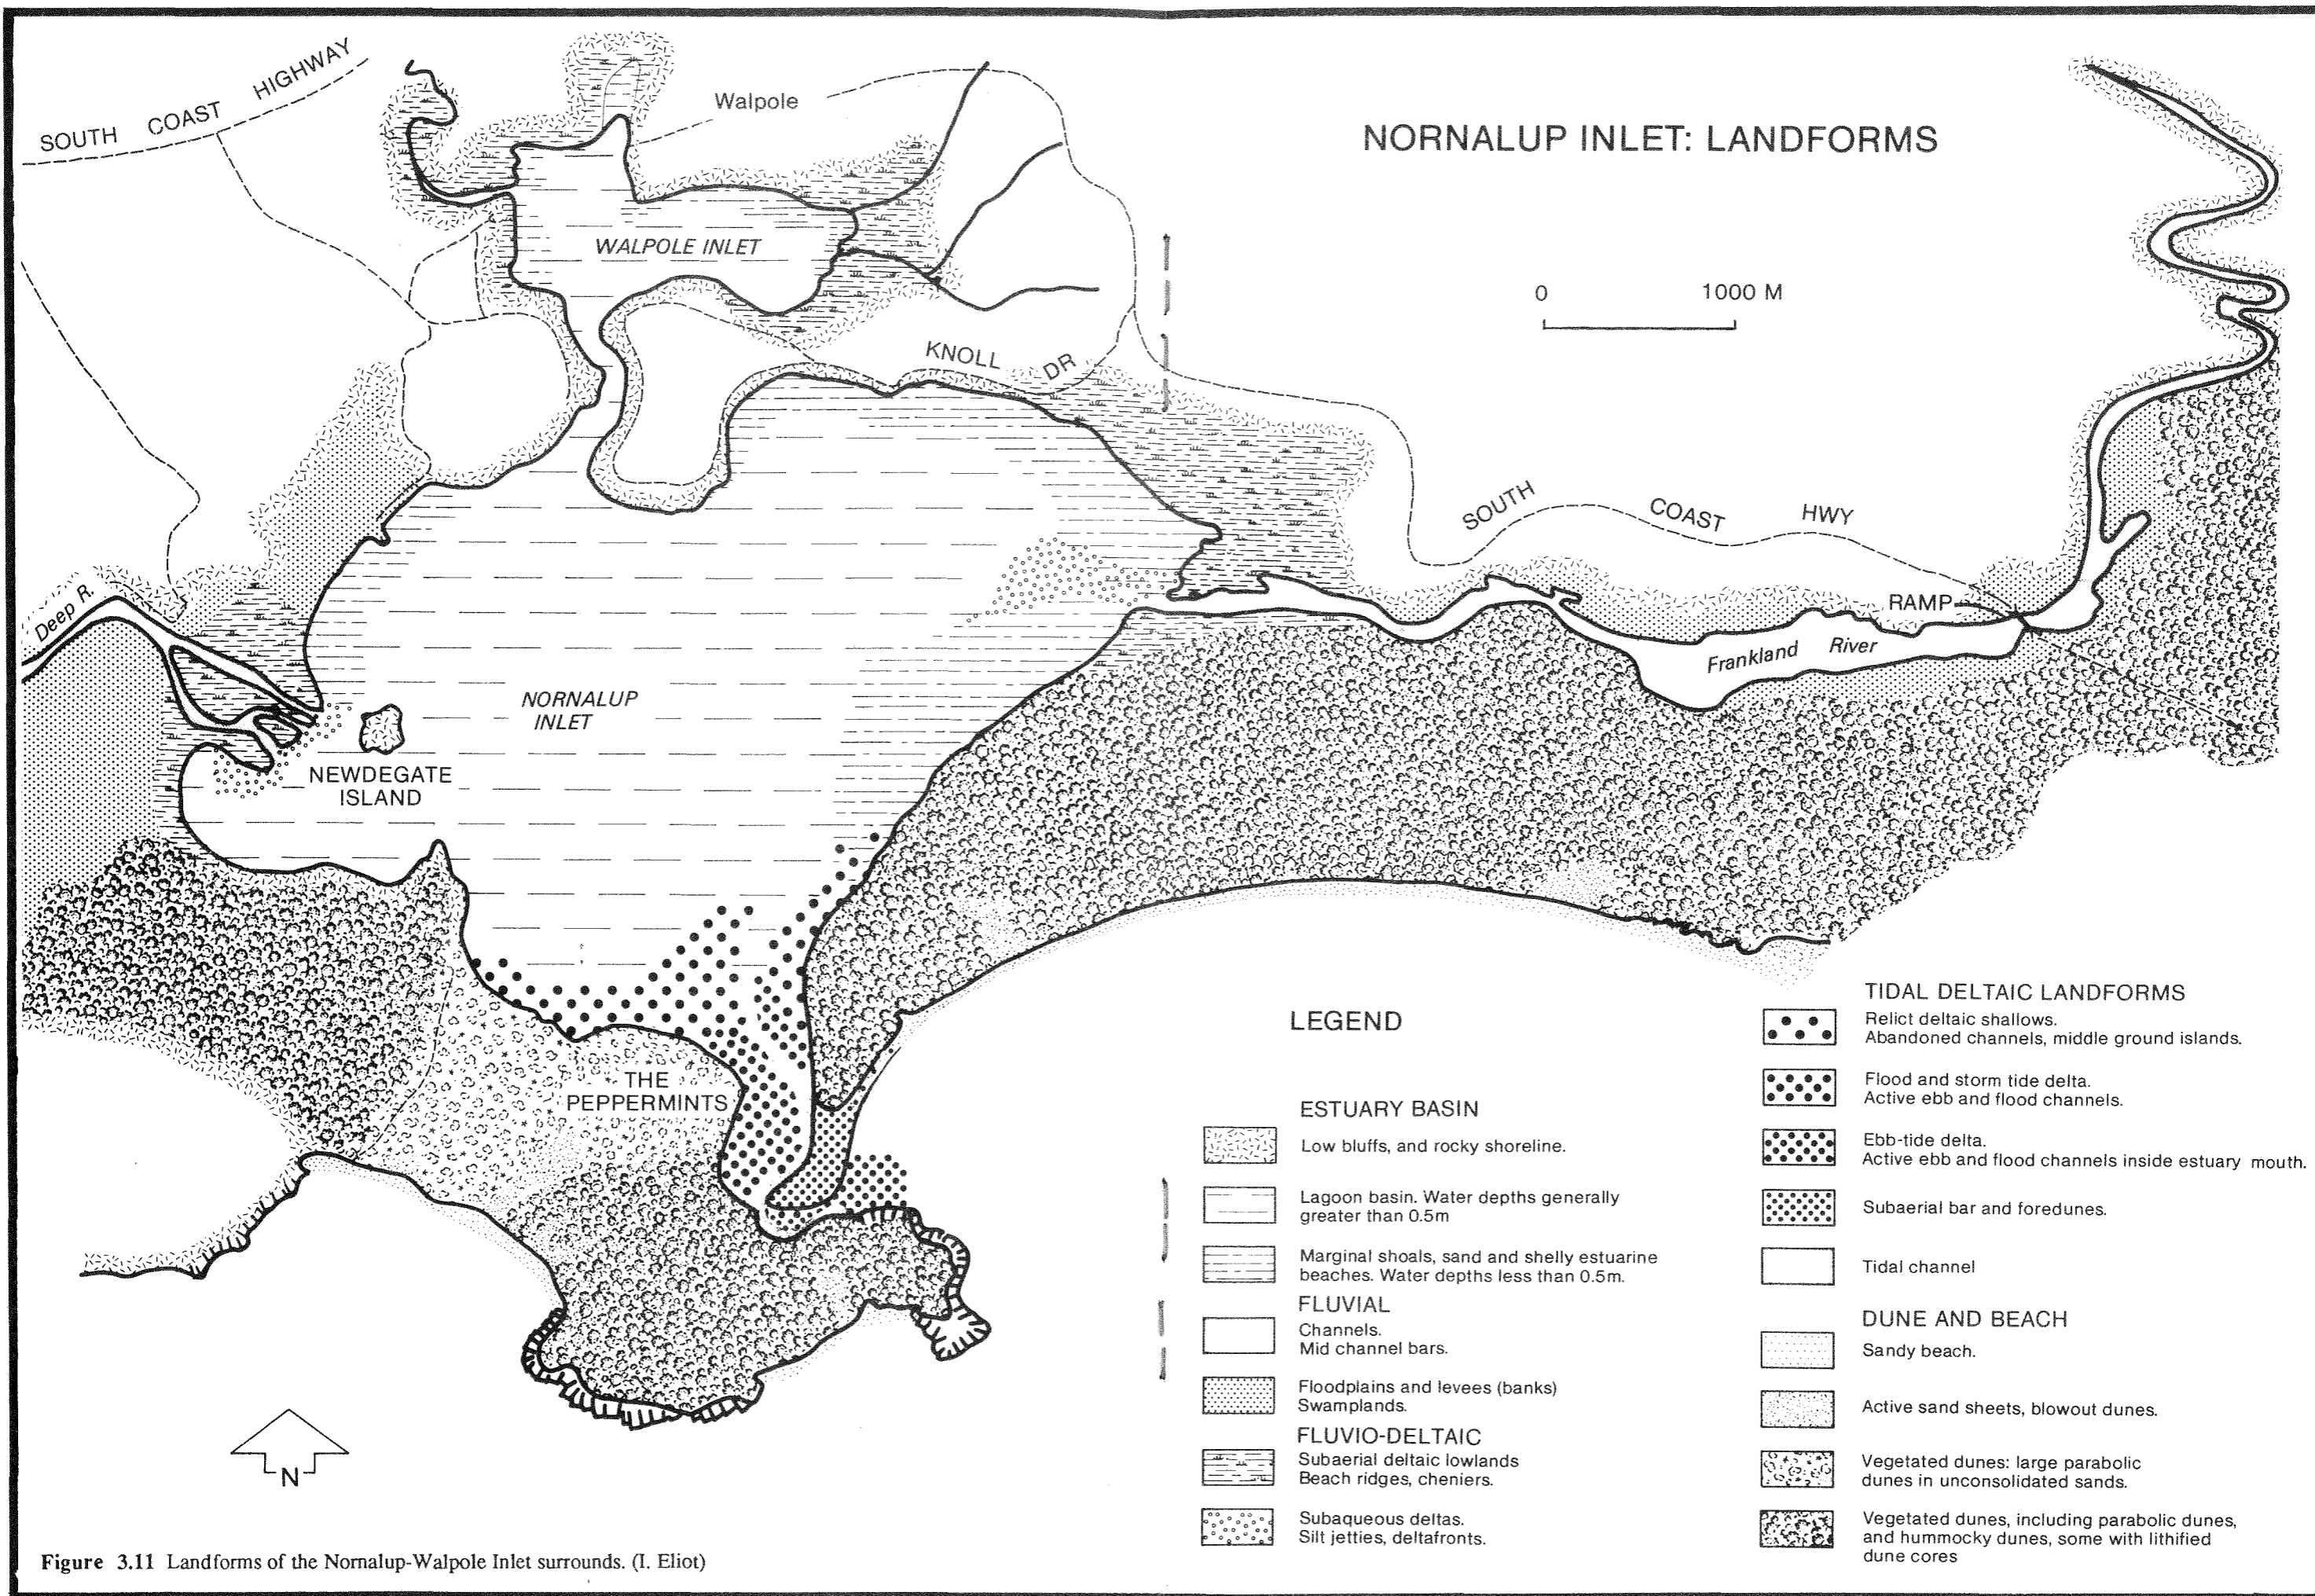 SOUTH COAST HIGHWAY
Walpole
NORNALUP INLET: LANDFORMS
WALPOLE INLET
0 1000 M
KNOLL DR
SOUTH COAST HWY
Deep R.
RAMP
Frankland River
NORNALUP
INLET
NEWDEGATE
ISLAND
THE
PEPPERMINTS
LEGEND
ESTUARY BASIN
Low bluffs, and rocky shoreline.
Lagoon basin. Water depths generally
greater than 0.5m
Marginal shoals, sand and shelly estuarine
beaches. Water depths less than 0.5m.
FLUVIAL
Channels.
Mid channel bars.
Floodplains and levees (banks)
Swamplands.
FLUVIO-DELTAIC
Subaerial deltaic lowlands
Beach ridges, cheniers.
Subaqueous deltas.
Silt jetties, deltafronts.
TIDAL DELTAIC LANDFORMS
Relict deltaic shallows.
Abandoned channels, middle ground islands.
Flood and storm tide delta.
Active ebb and flood channels.
Ebb-tide delta.
Active ebb and flood channels inside estuary mouth.
Subaerial bar and foredunes.
Tidal channel
DUNE AND BEACH
Sandy beach.
Active sand sheets, blowout dunes.
Vegetated dunes: large parabolic
dunes in unconsolidated sands.
Vegetated dunes, including parabolic dunes,
and hummocky dunes, some with lithified
dune cores
N
Figure 3.11 Landforms of the Nornalup-Walpole Inlet surrounds. (I. Eliot)